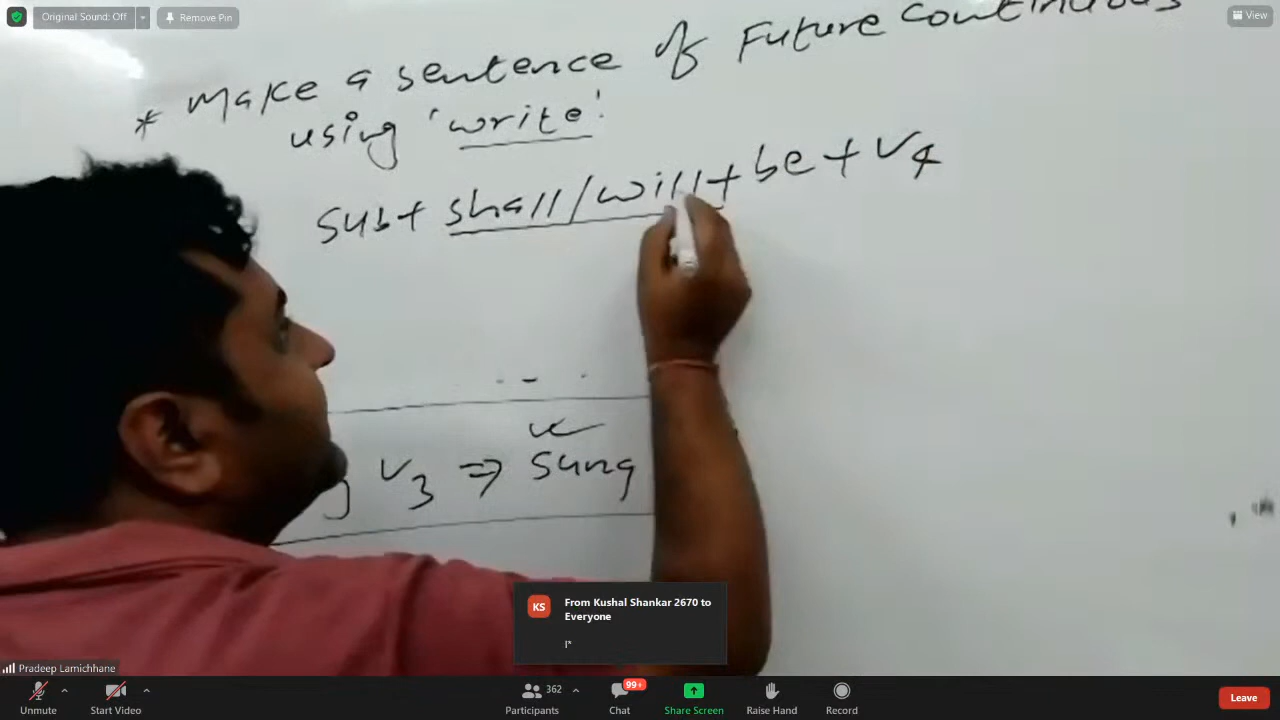 Original Sound: Off
Remove Pin
View
* Make a sentence of Future continuous
using 'write'.
Sub + shall/will + be + v4
v3 ⇒ Sung
KS
From Kushal Shankar 2670 to
Everyone
I*
Pradeep Lamichhane
Unmute
Start Video
362
Participants
99+
Chat
Share Screen
Raise Hand
Record
Leave